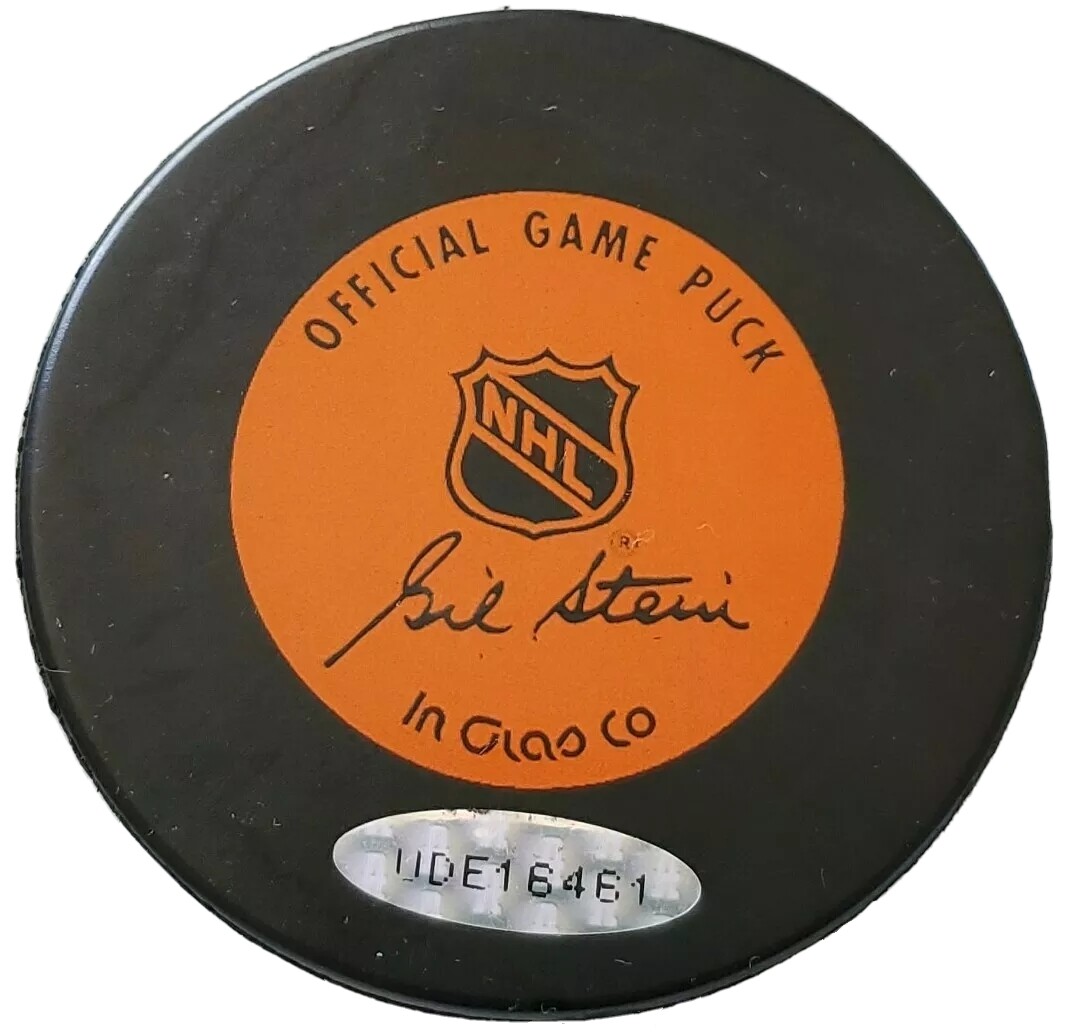 OFFICIAL GAME PUCK
NHL
®
Gil Stein
In Glas Co
UDE16461